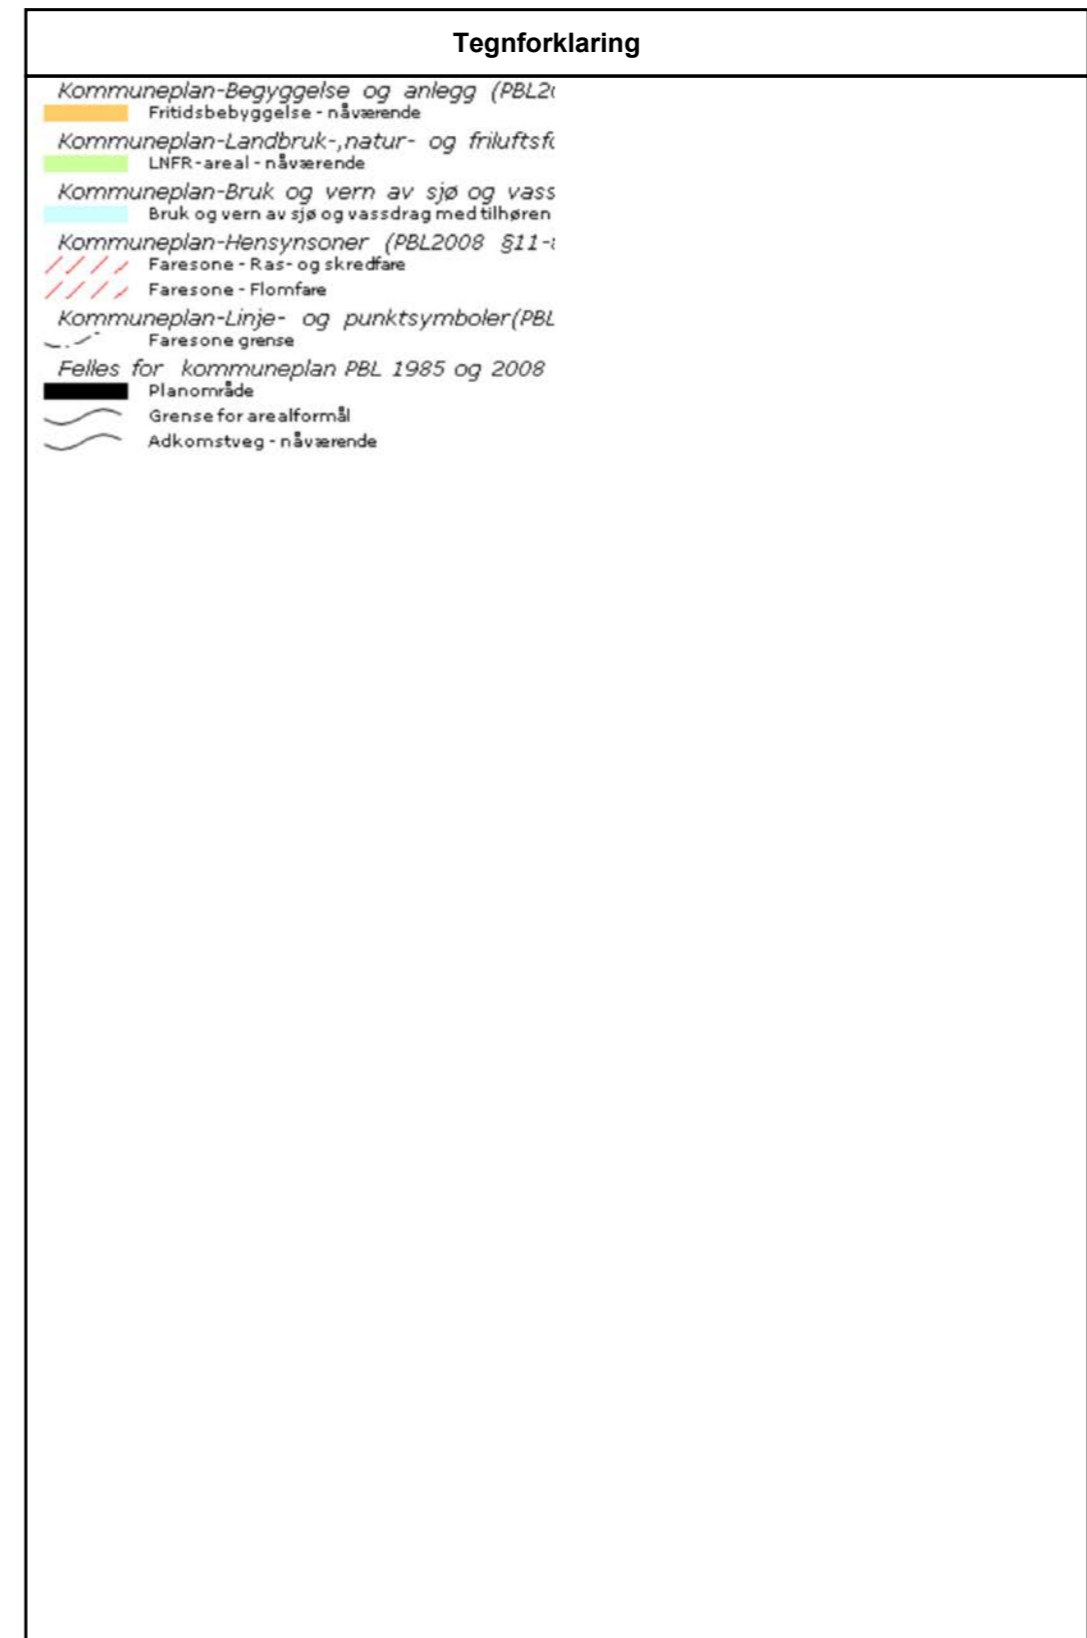 Tegnforklaring
Kommuneplan-Begyggelse og anlegg (PBL20
Fritidsbebyggelse - nåværende
Kommuneplan-Landbruk-,natur- og friluftsfo
LNFR-areal - nåværende
Kommuneplan-Bruk og vern av sjø og vass
Bruk og vern av sjø og vassdrag med tilhøren
Kommuneplan-Hensynsoner (PBL2008 §11-8
Faresone - Ras- og skredfare
Faresone - Flomfare
Kommuneplan-Linje- og punktsymboler(PBL
Faresone grense
Felles for kommuneplan PBL 1985 og 2008
Planområde
Grense for arealformål
Adkomstveg - nåværende